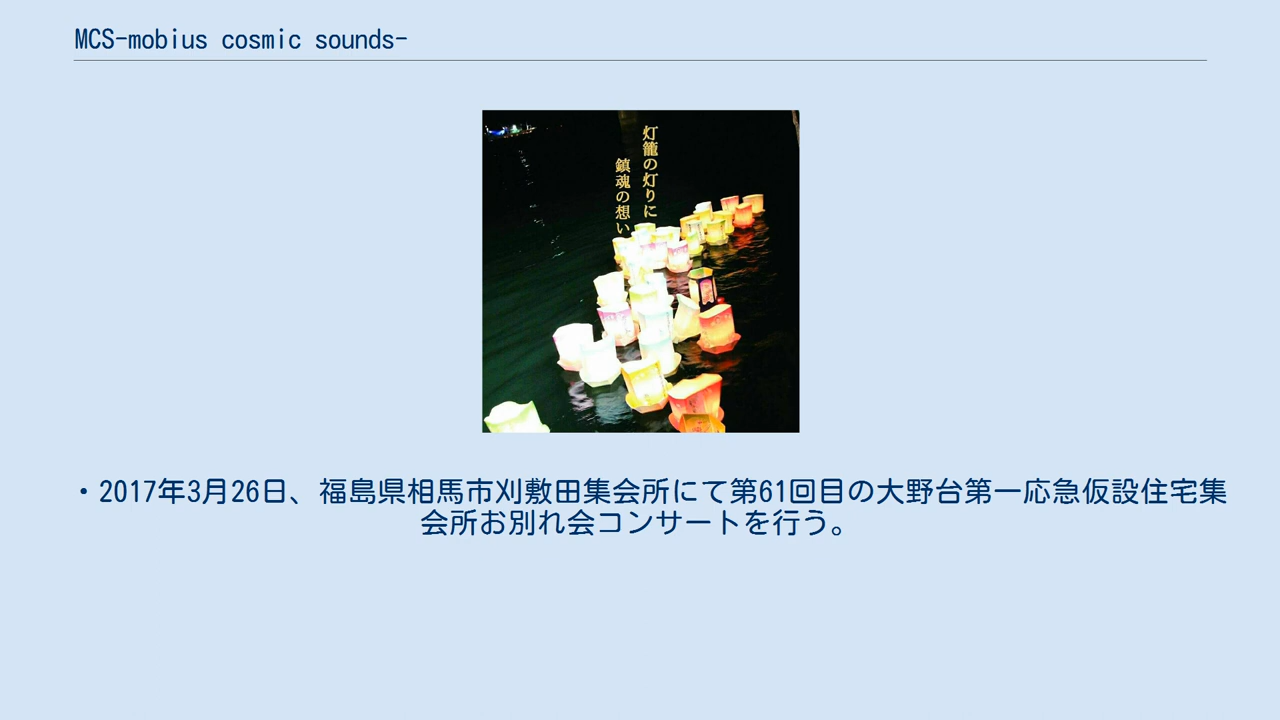 MCS-mobius cosmic sounds-
灯籠の灯りに
鎮魂の想い
・2017年3月26日、福島県相馬市刈敷田集会所にて第61回目の大野台第一応急仮設住宅集
会所お別れ会コンサートを行う。